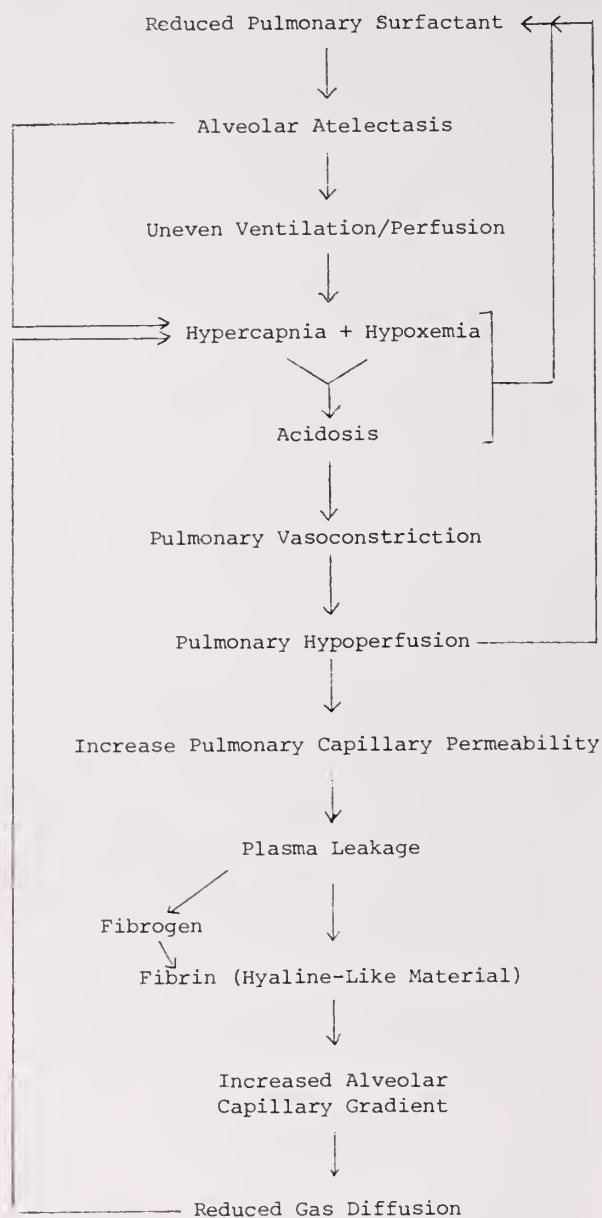 Reduced Pulmonary Surfactant
Alveolar Atelectasis
Uneven Ventilation/Perfusion
Hypercapnia + Hypoxemia
Acidosis
Pulmonary Vasoconstriction
Pulmonary Hypoperfusion
Increase Pulmonary Capillary Permeability
Plasma Leakage
Fibrogen
Fibrin (Hyaline-Like Material)
Increased Alveolar
Capillary Gradient
Reduced Gas Diffusion